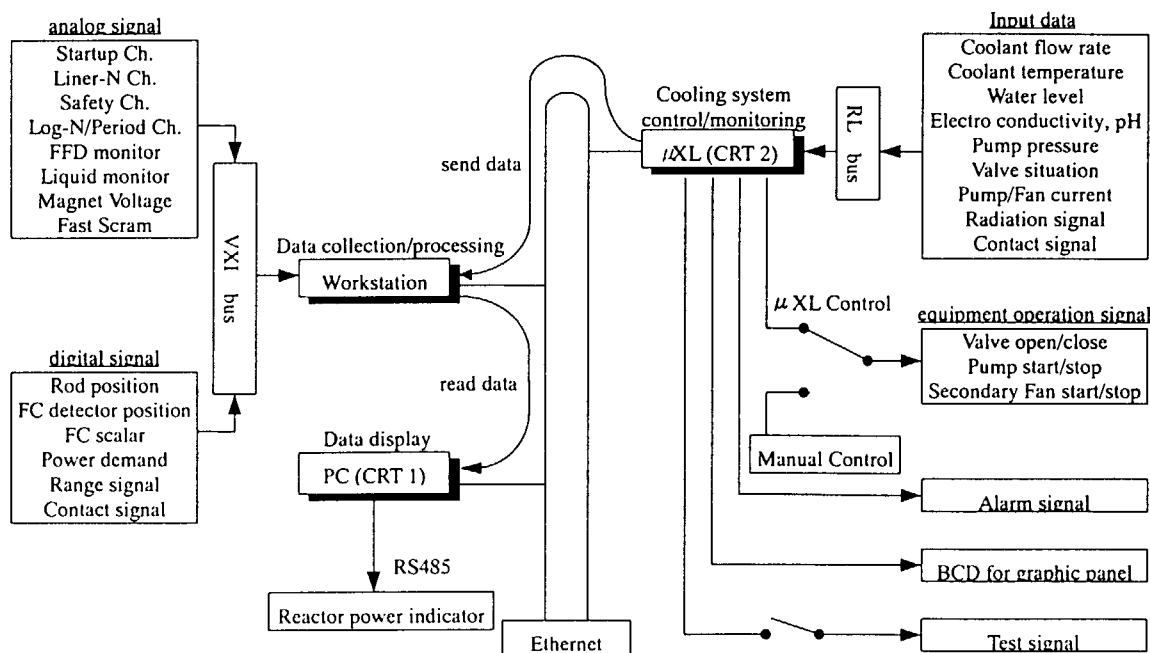 analog signal
Startup Ch.
Liner-N Ch.
Safety Ch.
Log-N/Period Ch.
FFD monitor
Liquid monitor
Magnet Voltage
Fast Scram
digital signal
Rod position
FC detector position
FC scalar
Power demand
Range signal
Contact signal
VXI bus
Data collection/processing
Workstation
send data
read data
Data display
PC (CRT 1)
RS485
Reactor power indicator
Ethernet
Cooling system
control/monitoring
μXL (CRT 2)
RL bus
Input data
Coolant flow rate
Coolant temperature
Water level
Electro conductivity, pH
Pump pressure
Valve situation
Pump/Fan current
Radiation signal
Contact signal
μ XL Control
Manual Control
equipment operation signal
Valve open/close
Pump start/stop
Secondary Fan start/stop
Alarm signal
BCD for graphic panel
Test signal